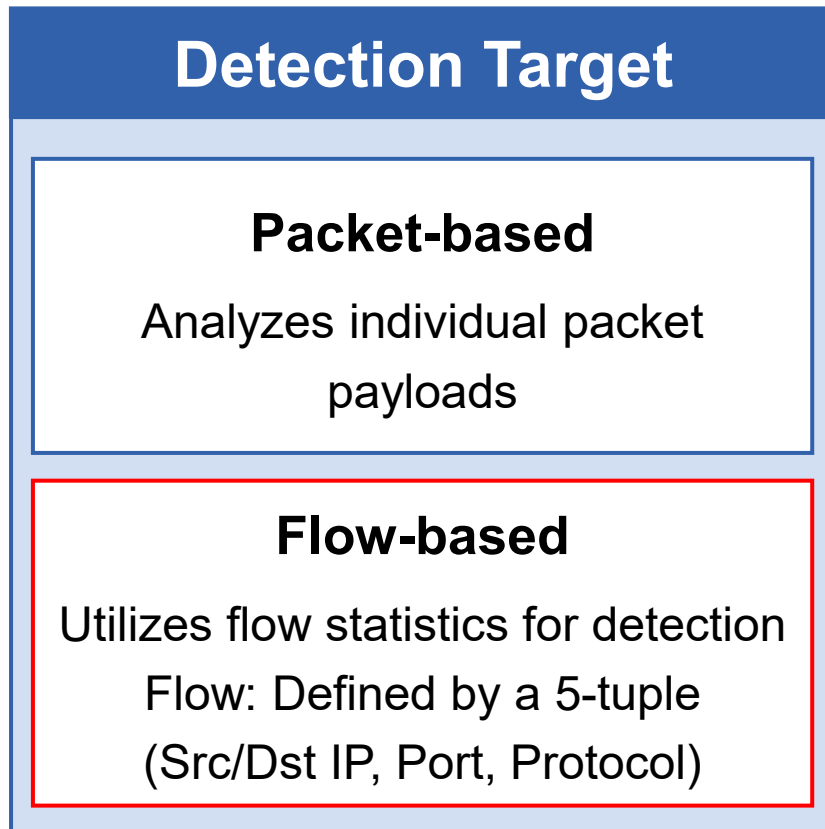 Detection Target
Packet-based
Analyzes individual packet
payloads
Flow-based
Utilizes flow statistics for detection
Flow: Defined by a 5-tuple
(Src/Dst IP, Port, Protocol)